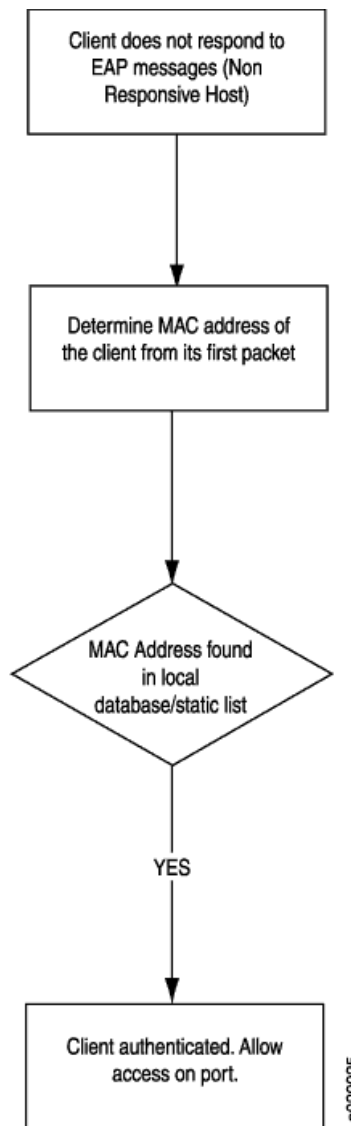 Client does not respond to
EAP messages (Non
Responsive Host)
Determine MAC address of
the client from its first packet
MAC Address found
in local
database/static list
YES
Client authenticated. Allow
access on port.